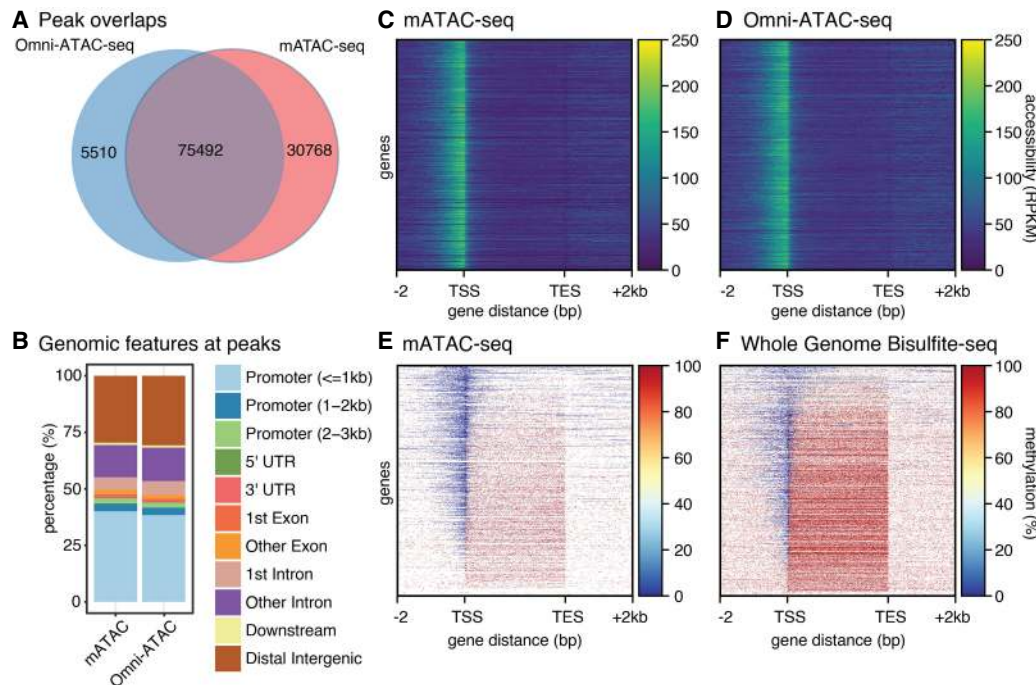 A Peak overlaps
Omni-ATAC-seq
mATAC-seq
5510
75492
30768
B Genomic features at peaks
percentage (%)
100
75
50
25
0
mATAC
Omni-ATAC
Promoter (<=1kb)
Promoter (1−2kb)
Promoter (2−3kb)
5' UTR
3' UTR
1st Exon
Other Exon
1st Intron
Other Intron
Downstream
Distal Intergenic
C mATAC-seq
genes
-2
TSS
TES
+2kb
gene distance (bp)
250
200
150
100
50
0
D Omni-ATAC-seq
-2
TSS
TES
+2kb
gene distance (bp)
250
200
150
100
50
0
accessibility (RPKM)
E mATAC-seq
genes
-2
TSS
TES
+2kb
gene distance (bp)
100
80
60
40
20
0
F Whole Genome Bisulfite-seq
-2
TSS
TES
+2kb
gene distance (bp)
100
80
60
40
20
0
methylation (%)